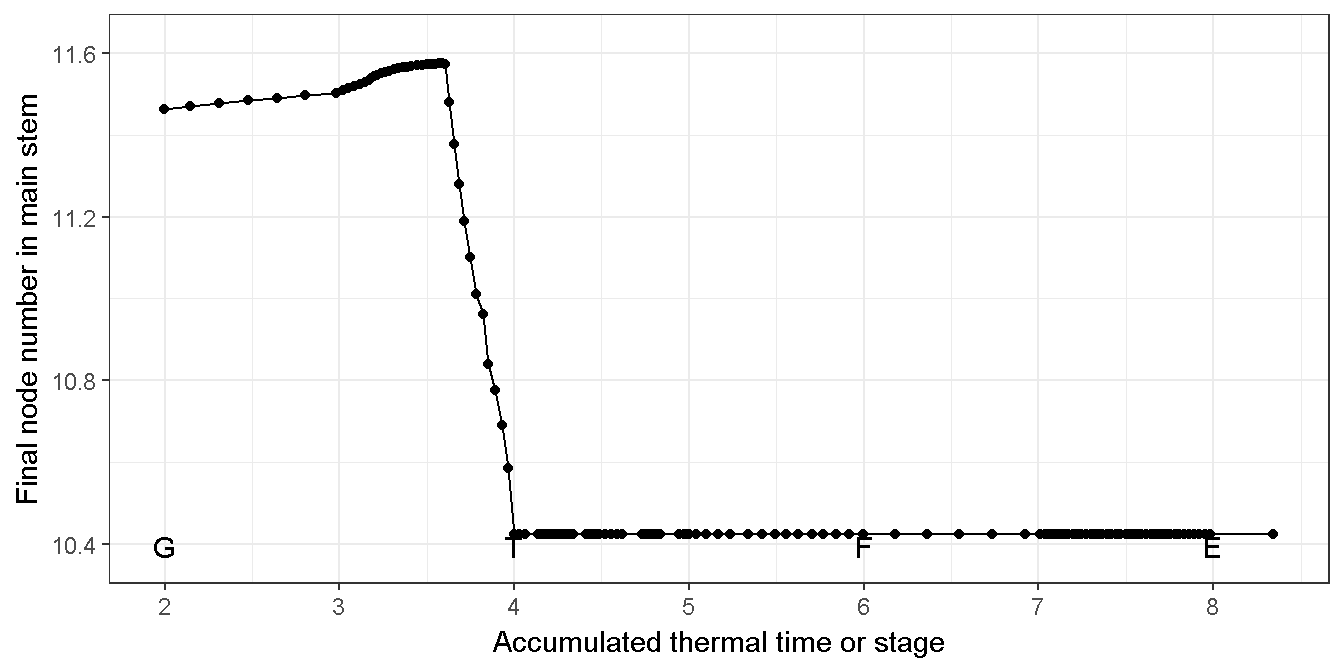 Final node number in main stem
11.6
11.2
10.8
10.4
G
T
F
E
2 3 4 5 6 7 8
Accumulated thermal time or stage